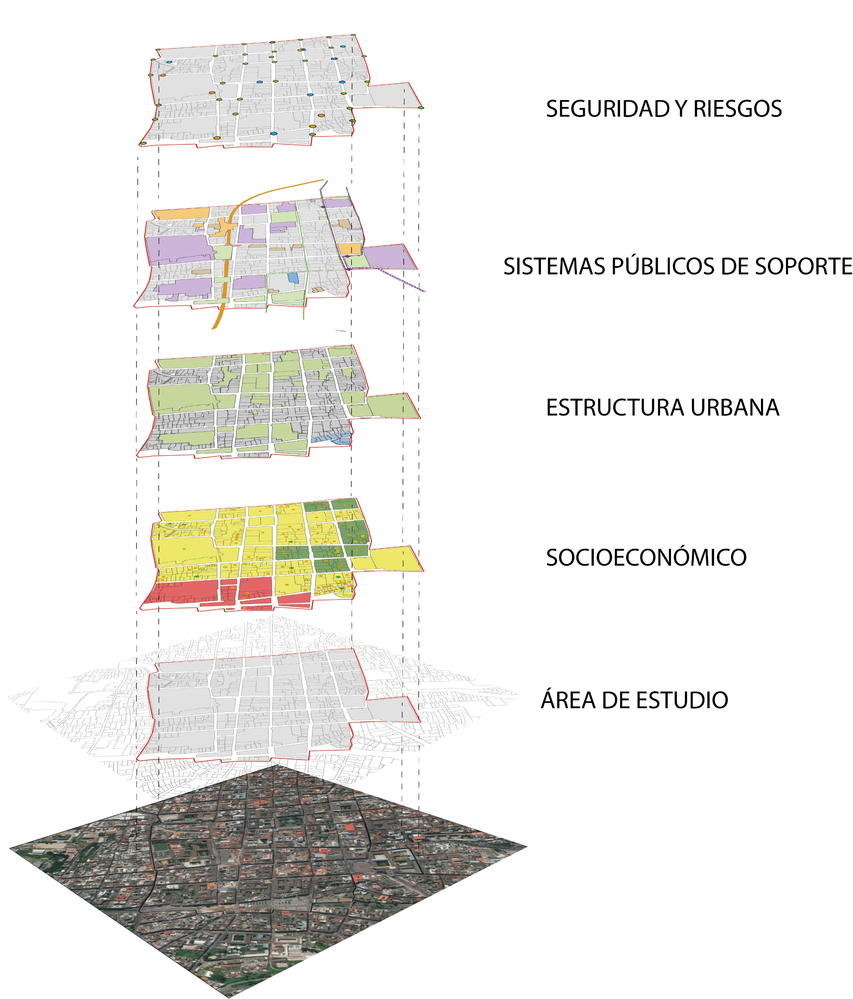 SEGURIDAD Y RIESGOS
SISTEMAS PÚBLICOS DE SOPORTE
ESTRUCTURA URBANA
SOCIOECONÓMICO
ÁREA DE ESTUDIO